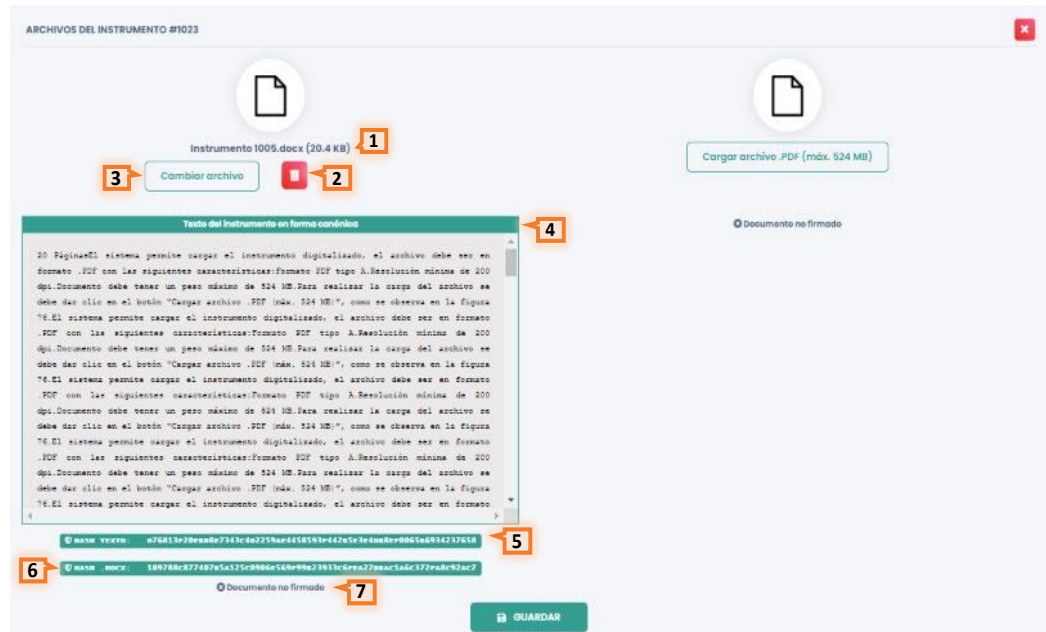 ARCHIVOS DEL INSTRUMENTO #1023
Instrumento 1005.docx (20.4 KB)
1
Cambiar archivo
2
3
Cargar archivo .PDF (máx. 524 MB)
Documento no firmado
Texto del instrumento en forma canónica
4
20 PáginasEl sistema permite cargar el instrumento digitalizado, el archivo debe ser en
formato .PDF con las siguientes características:Formato PDF tipo A.Resolución mínima de 200
dpi.Documento debe tener un peso máximo de 524 MB.Para realizar la carga del archivo se
debe dar clic en el botón "Cargar archivo .PDF (máx. 524 MB)", como se observa en la figura
76.El sistema permite cargar el instrumento digitalizado, el archivo debe ser en formato
.PDF con las siguientes características:Formato PDF tipo A.Resolución mínima de 200
dpi.Documento debe tener un peso máximo de 524 MB.Para realizar la carga del archivo se
debe dar clic en el botón "Cargar archivo .PDF (máx. 524 MB)", como se observa en la figura
76.El sistema permite cargar el instrumento digitalizado, el archivo debe ser en formato
.PDF con las siguientes características:Formato PDF tipo A.Resolución mínima de 200
dpi.Documento debe tener un peso máximo de 524 MB.Para realizar la carga del archivo se
debe dar clic en el botón "Cargar archivo .PDF (máx. 524 MB)", como se observa en la figura
76.El sistema permite cargar el instrumento digitalizado, el archivo debe ser en formato
.PDF con las siguientes características:Formato PDF tipo A.Resolución mínima de 200
dpi.Documento debe tener un peso máximo de 524 MB.Para realizar la carga del archivo se
debe dar clic en el botón "Cargar archivo .PDF (máx. 524 MB)", como se observa en la figura
76.El sistema permite cargar el instrumento digitalizado, el archivo debe ser en formato
HASH TEXTO:
5
HASH .DOCX:
6
Documento no firmado
7
GUARDAR